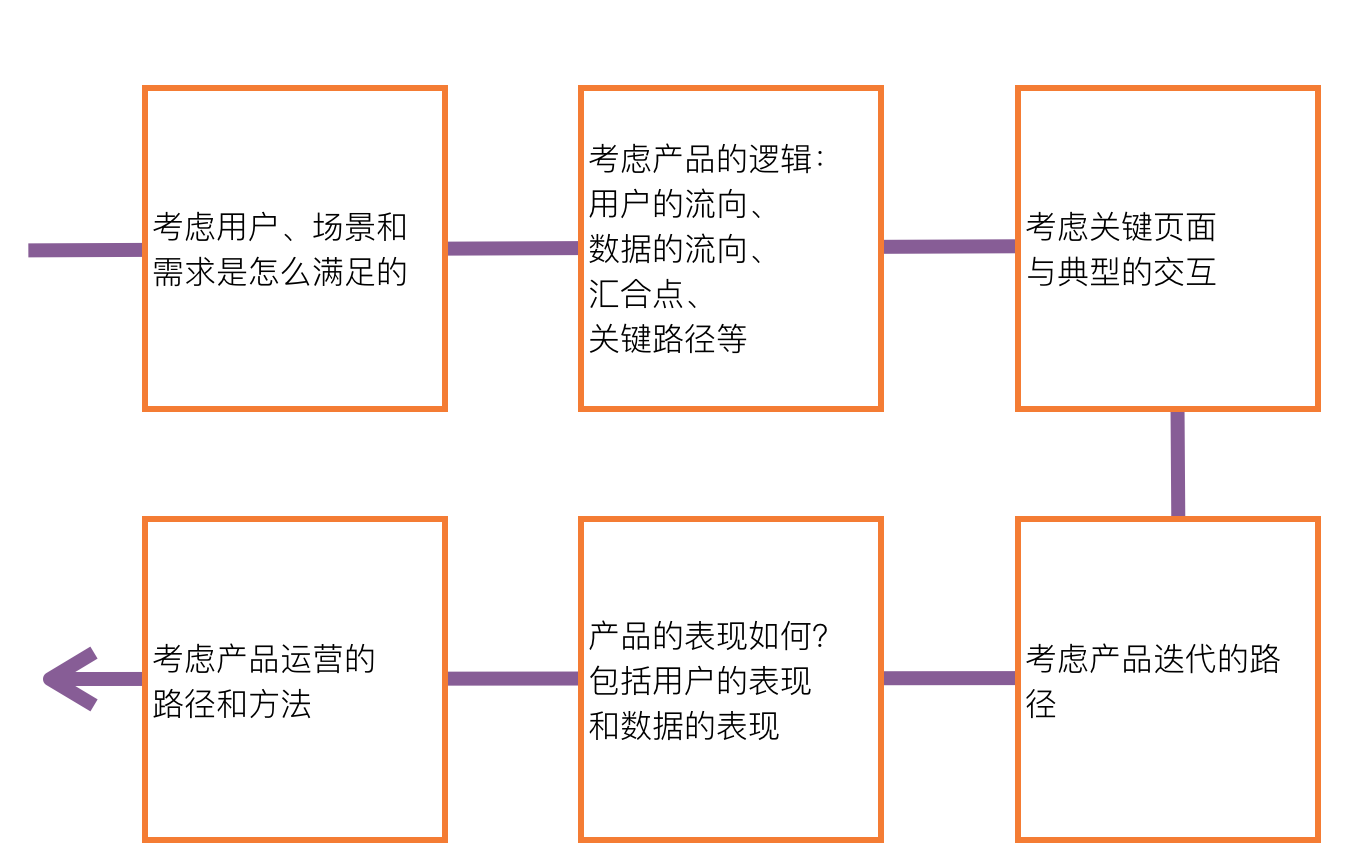 考虑用户、场景和
需求是怎么满足的
考虑产品的逻辑：
用户的流向、
数据的流向、
汇合点、
关键路径等
考虑关键页面
与典型的交互
考虑产品迭代的路
径
产品的表现如何？
包括用户的表现
和数据的表现
考虑产品运营的
路径和方法